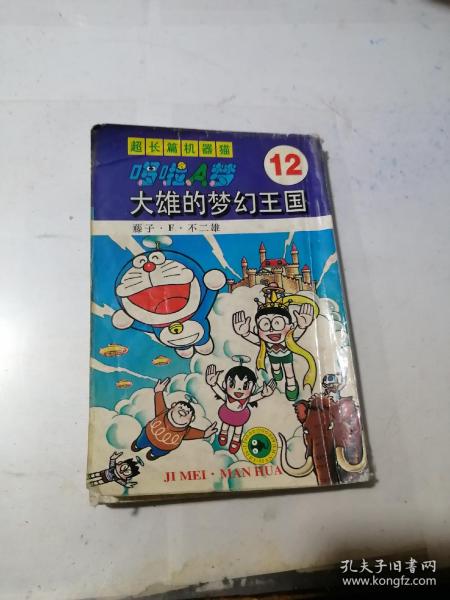 超长篇机器猫
哆啦A梦
12
大雄的梦幻王国
藤子·F·不二雄
JI MEI·MAN HUA
孔夫子旧书网
www.kongfz.com